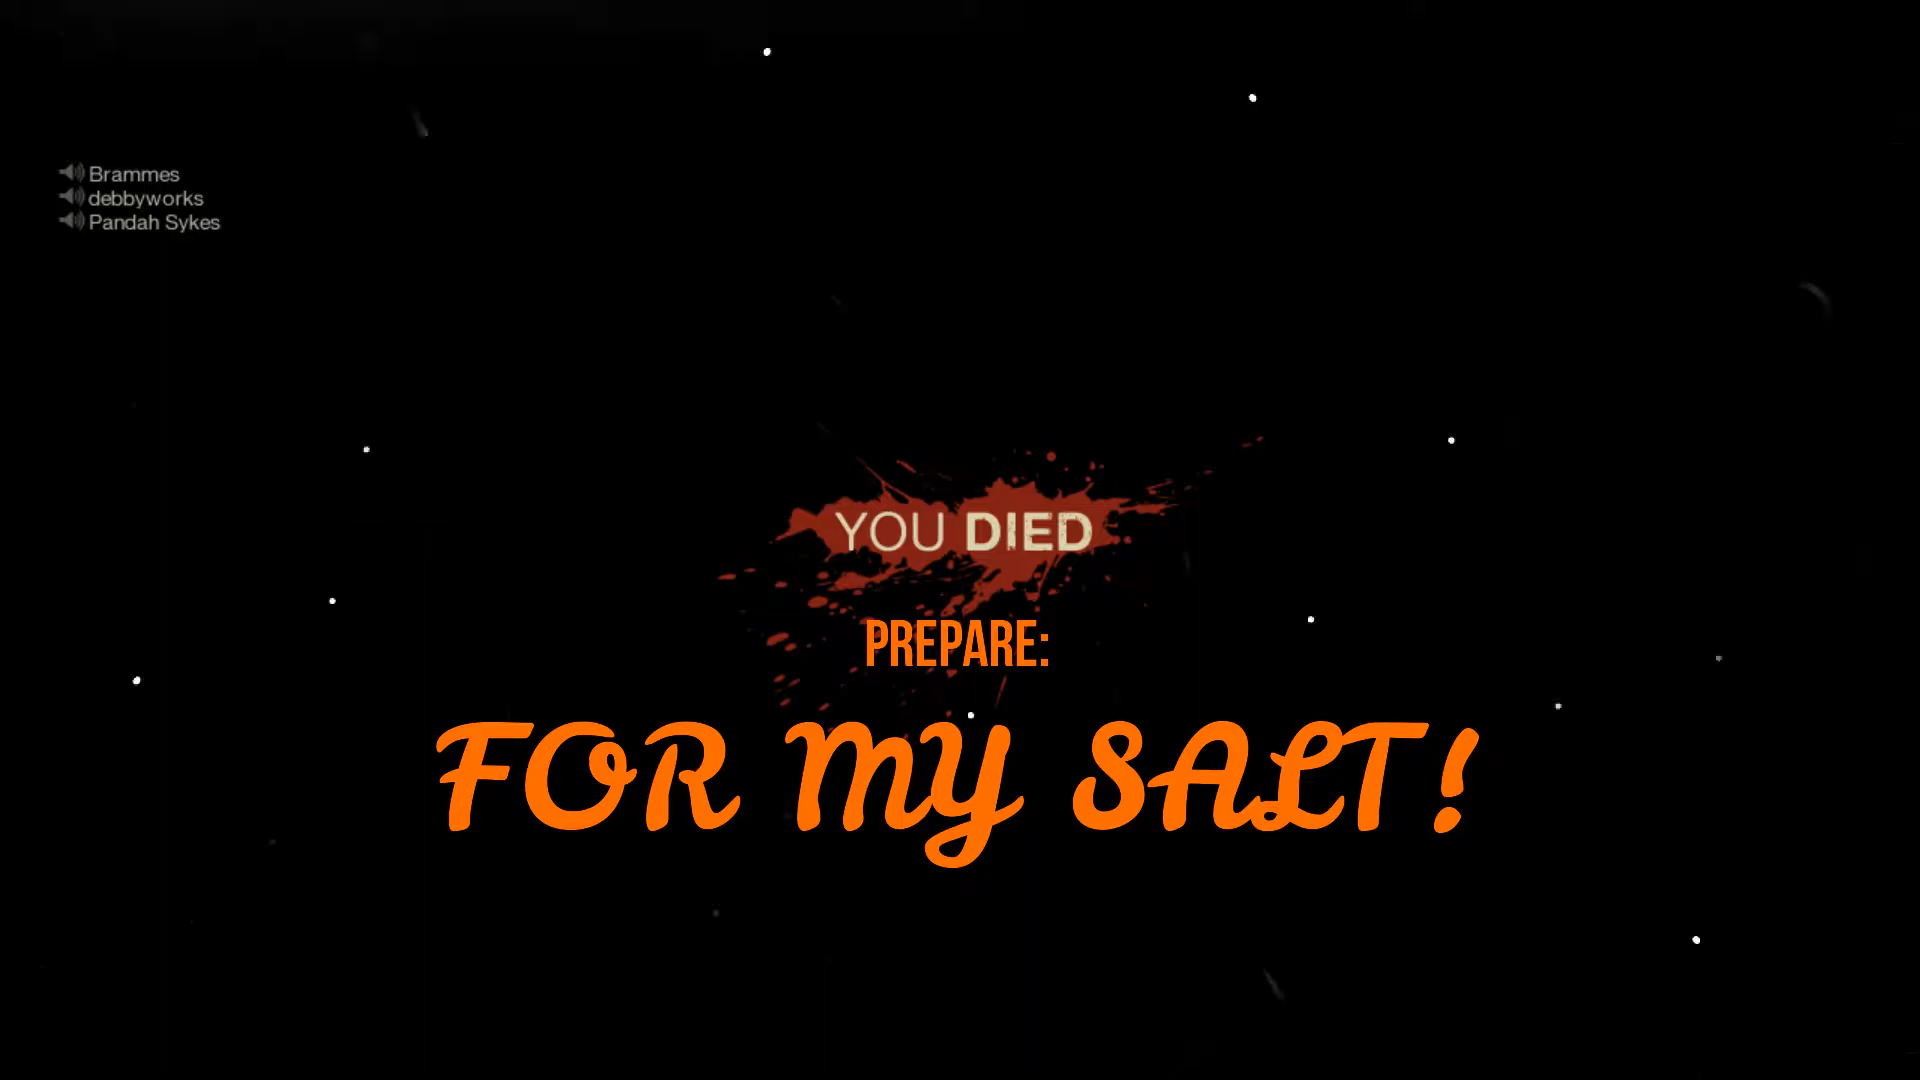 Brammes
debbyworks
Pandah Sykes
YOU DIED
PREPARE:
FOR MY SALT!